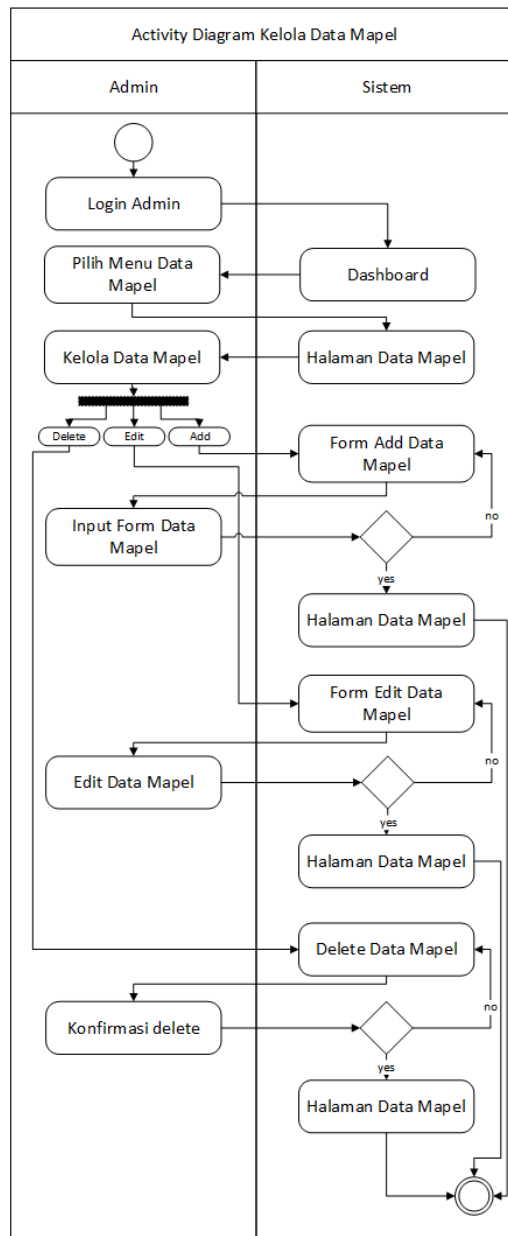 Activity Diagram Kelola Data Mapel
Admin
Sistem
Login Admin
Pilih Menu Data
Mapel
Dashboard
Kelola Data Mapel
Halaman Data Mapel
Delete
Edit
Add
Form Add Data
Mapel
no
Input Form Data
Mapel
yes
Halaman Data Mapel
Form Edit Data
Mapel
no
Edit Data Mapel
yes
Halaman Data Mapel
Delete Data Mapel
no
Konfirmasi delete
yes
Halaman Data Mapel